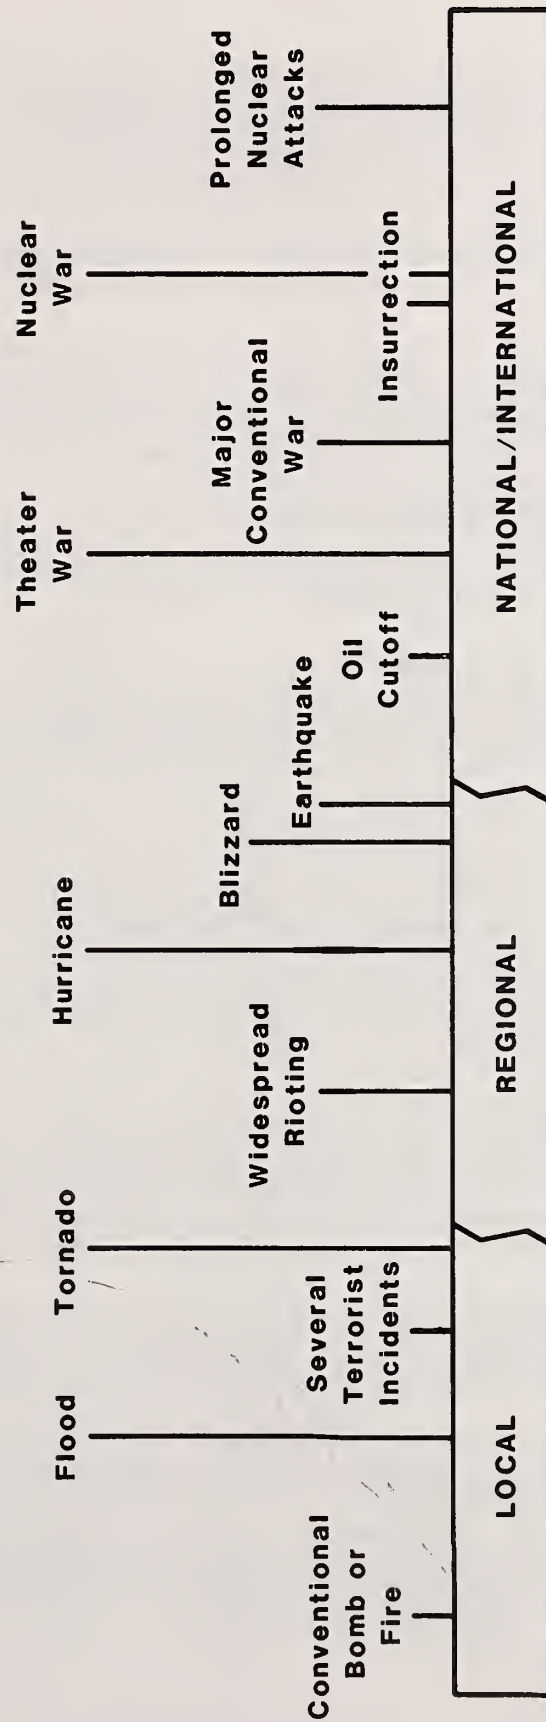 Conventional
Bomb or
Fire
Flood
Several
Terrorist
Incidents
Tornado
Widespread
Rioting
Hurricane
Blizzard
Earthquake
Oil
Cutoff
Theater
War
Major
Conventional
War
Insurrection
Nuclear
War
Prolonged
Nuclear
Attacks
LOCAL
REGIONAL
NATIONAL/INTERNATIONAL